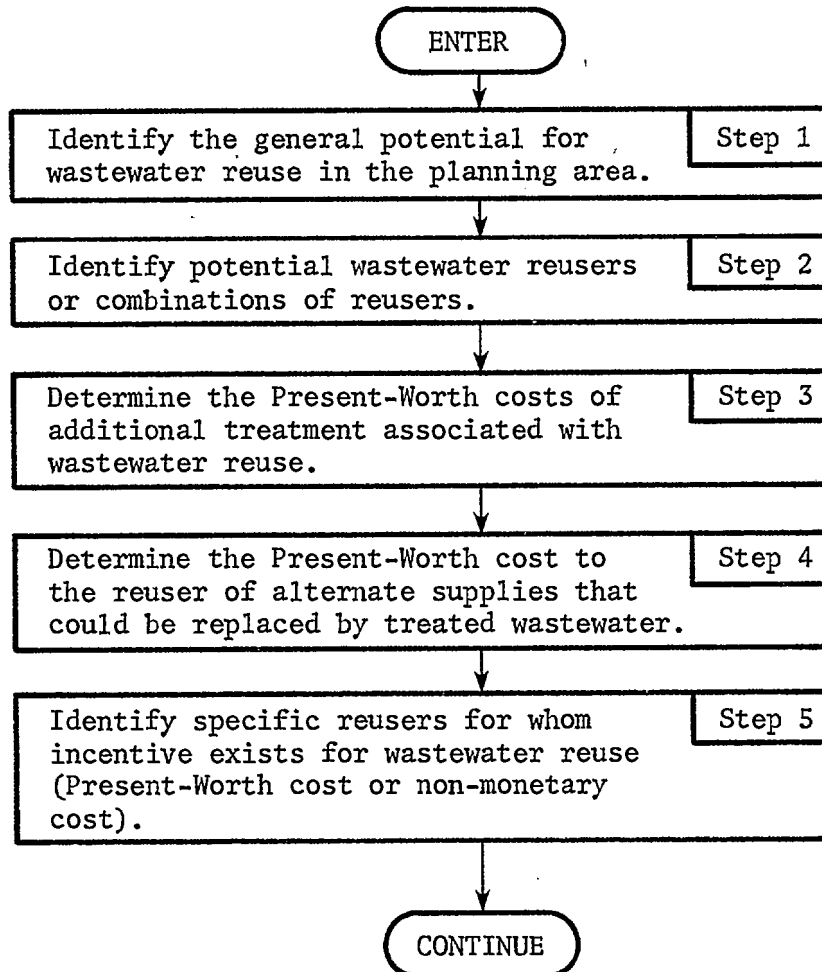 ENTER
Identify the general potential for
wastewater reuse in the planning area.
Step 1
Identify potential wastewater reusers
or combinations of reusers.
Step 2
Determine the Present-Worth costs of
additional treatment associated with
wastewater reuse.
Step 3
Determine the Present-Worth cost to
the reuser of alternate supplies that
could be replaced by treated wastewater.
Step 4
Identify specific reusers for whom
incentive exists for wastewater reuse
(Present-Worth cost or non-monetary
cost).
Step 5
CONTINUE